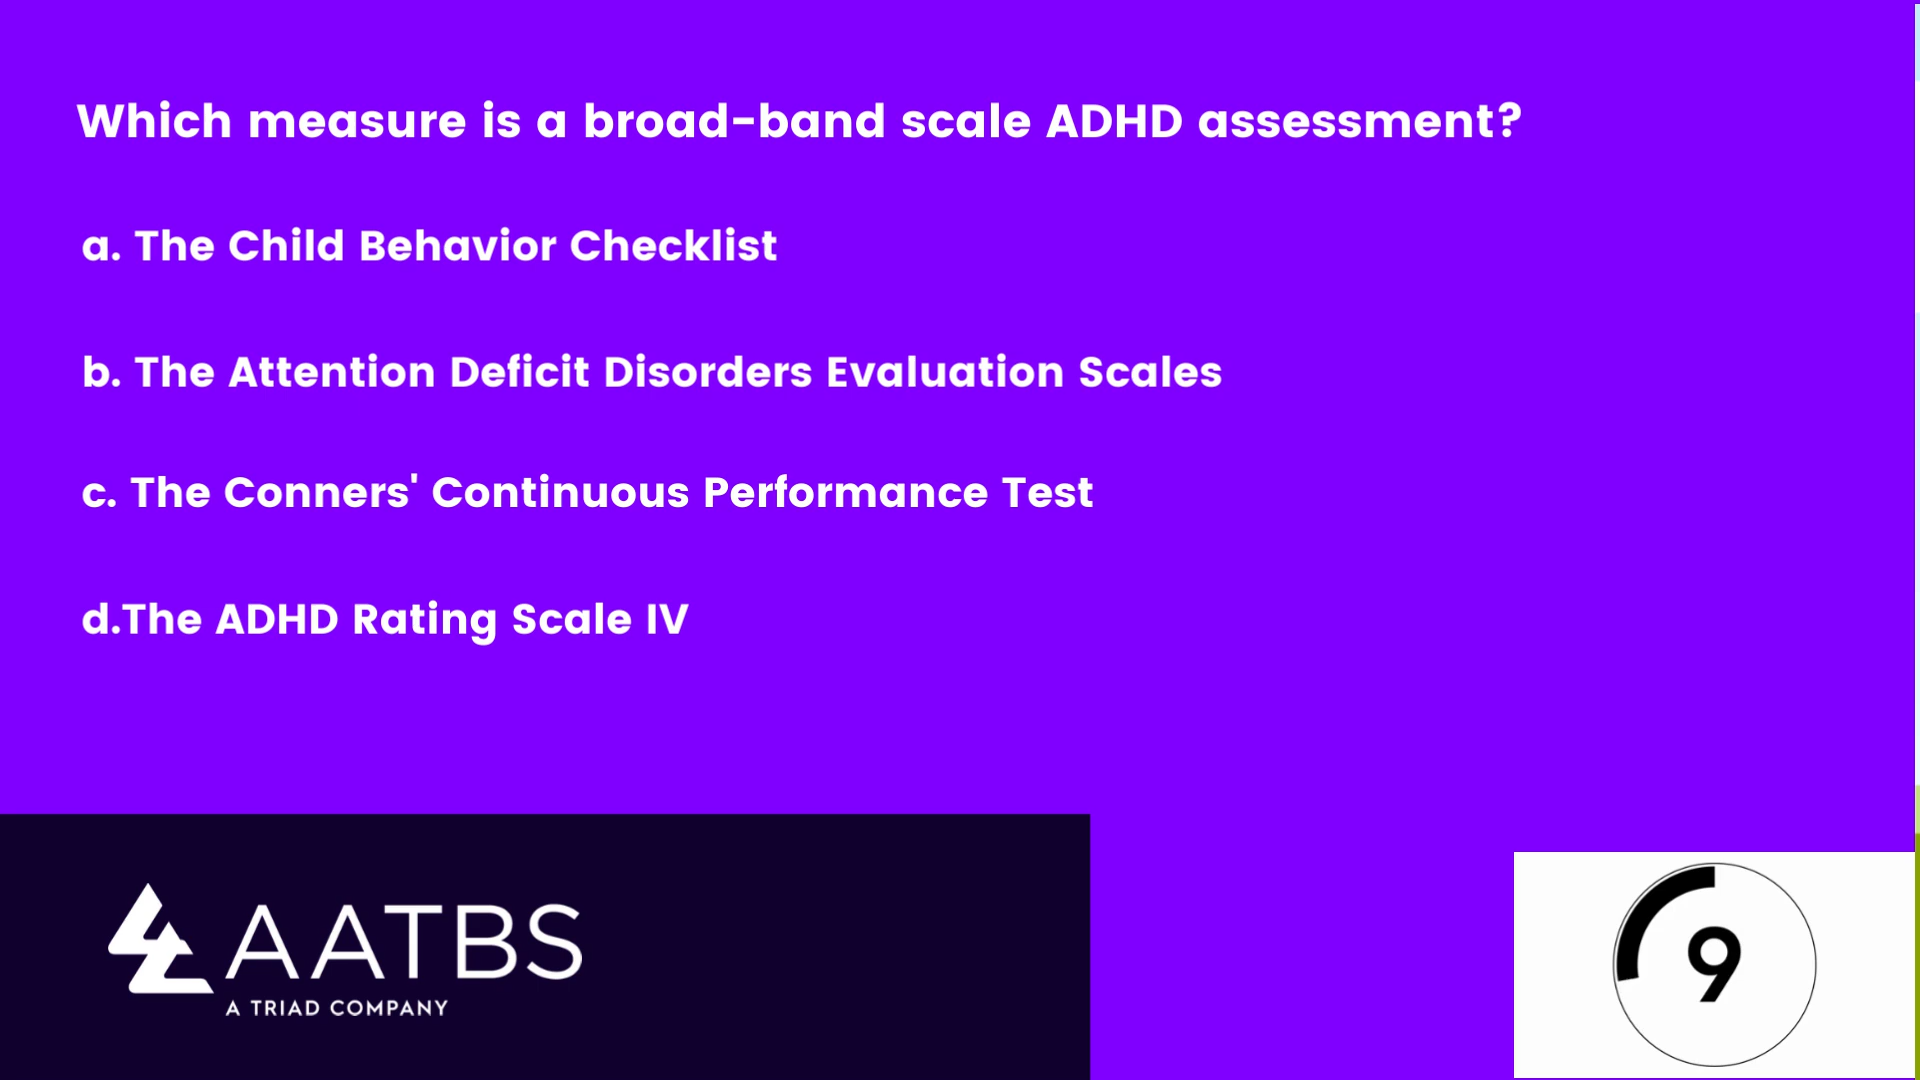 Which measure is a broad-band scale ADHD assessment?
a. The Child Behavior Checklist
b. The Attention Deficit Disorders Evaluation Scales
c. The Conners' Continuous Performance Test
d.The ADHD Rating Scale IV
AATBS
A TRIAD COMPANY
9